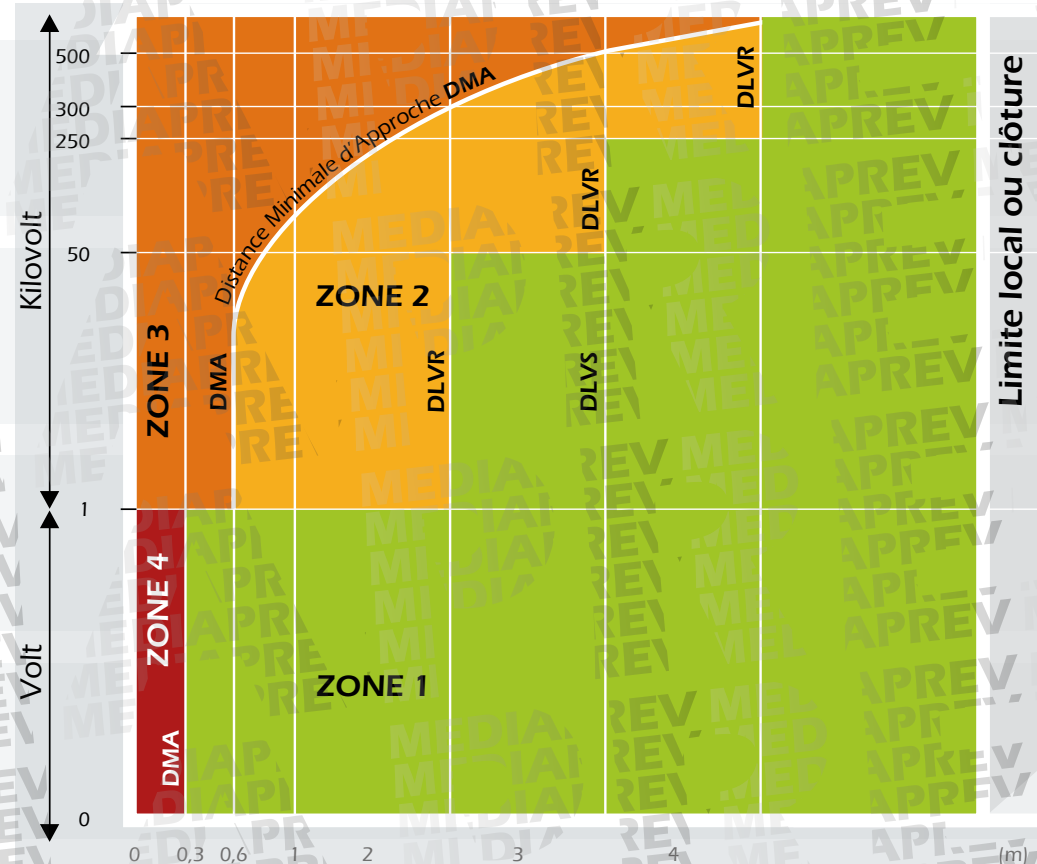 500
300
250
50
1
0
Kilovolt
Volt
Distance Minimale d'Approche DMA
ZONE 3
DMA
ZONE 2
DLVR
DLVR
DLVR
DLVS
ZONE 4
DMA
ZONE 1
Limite local ou clôture
0 0,3 0,6 1 2 3 4 (m)